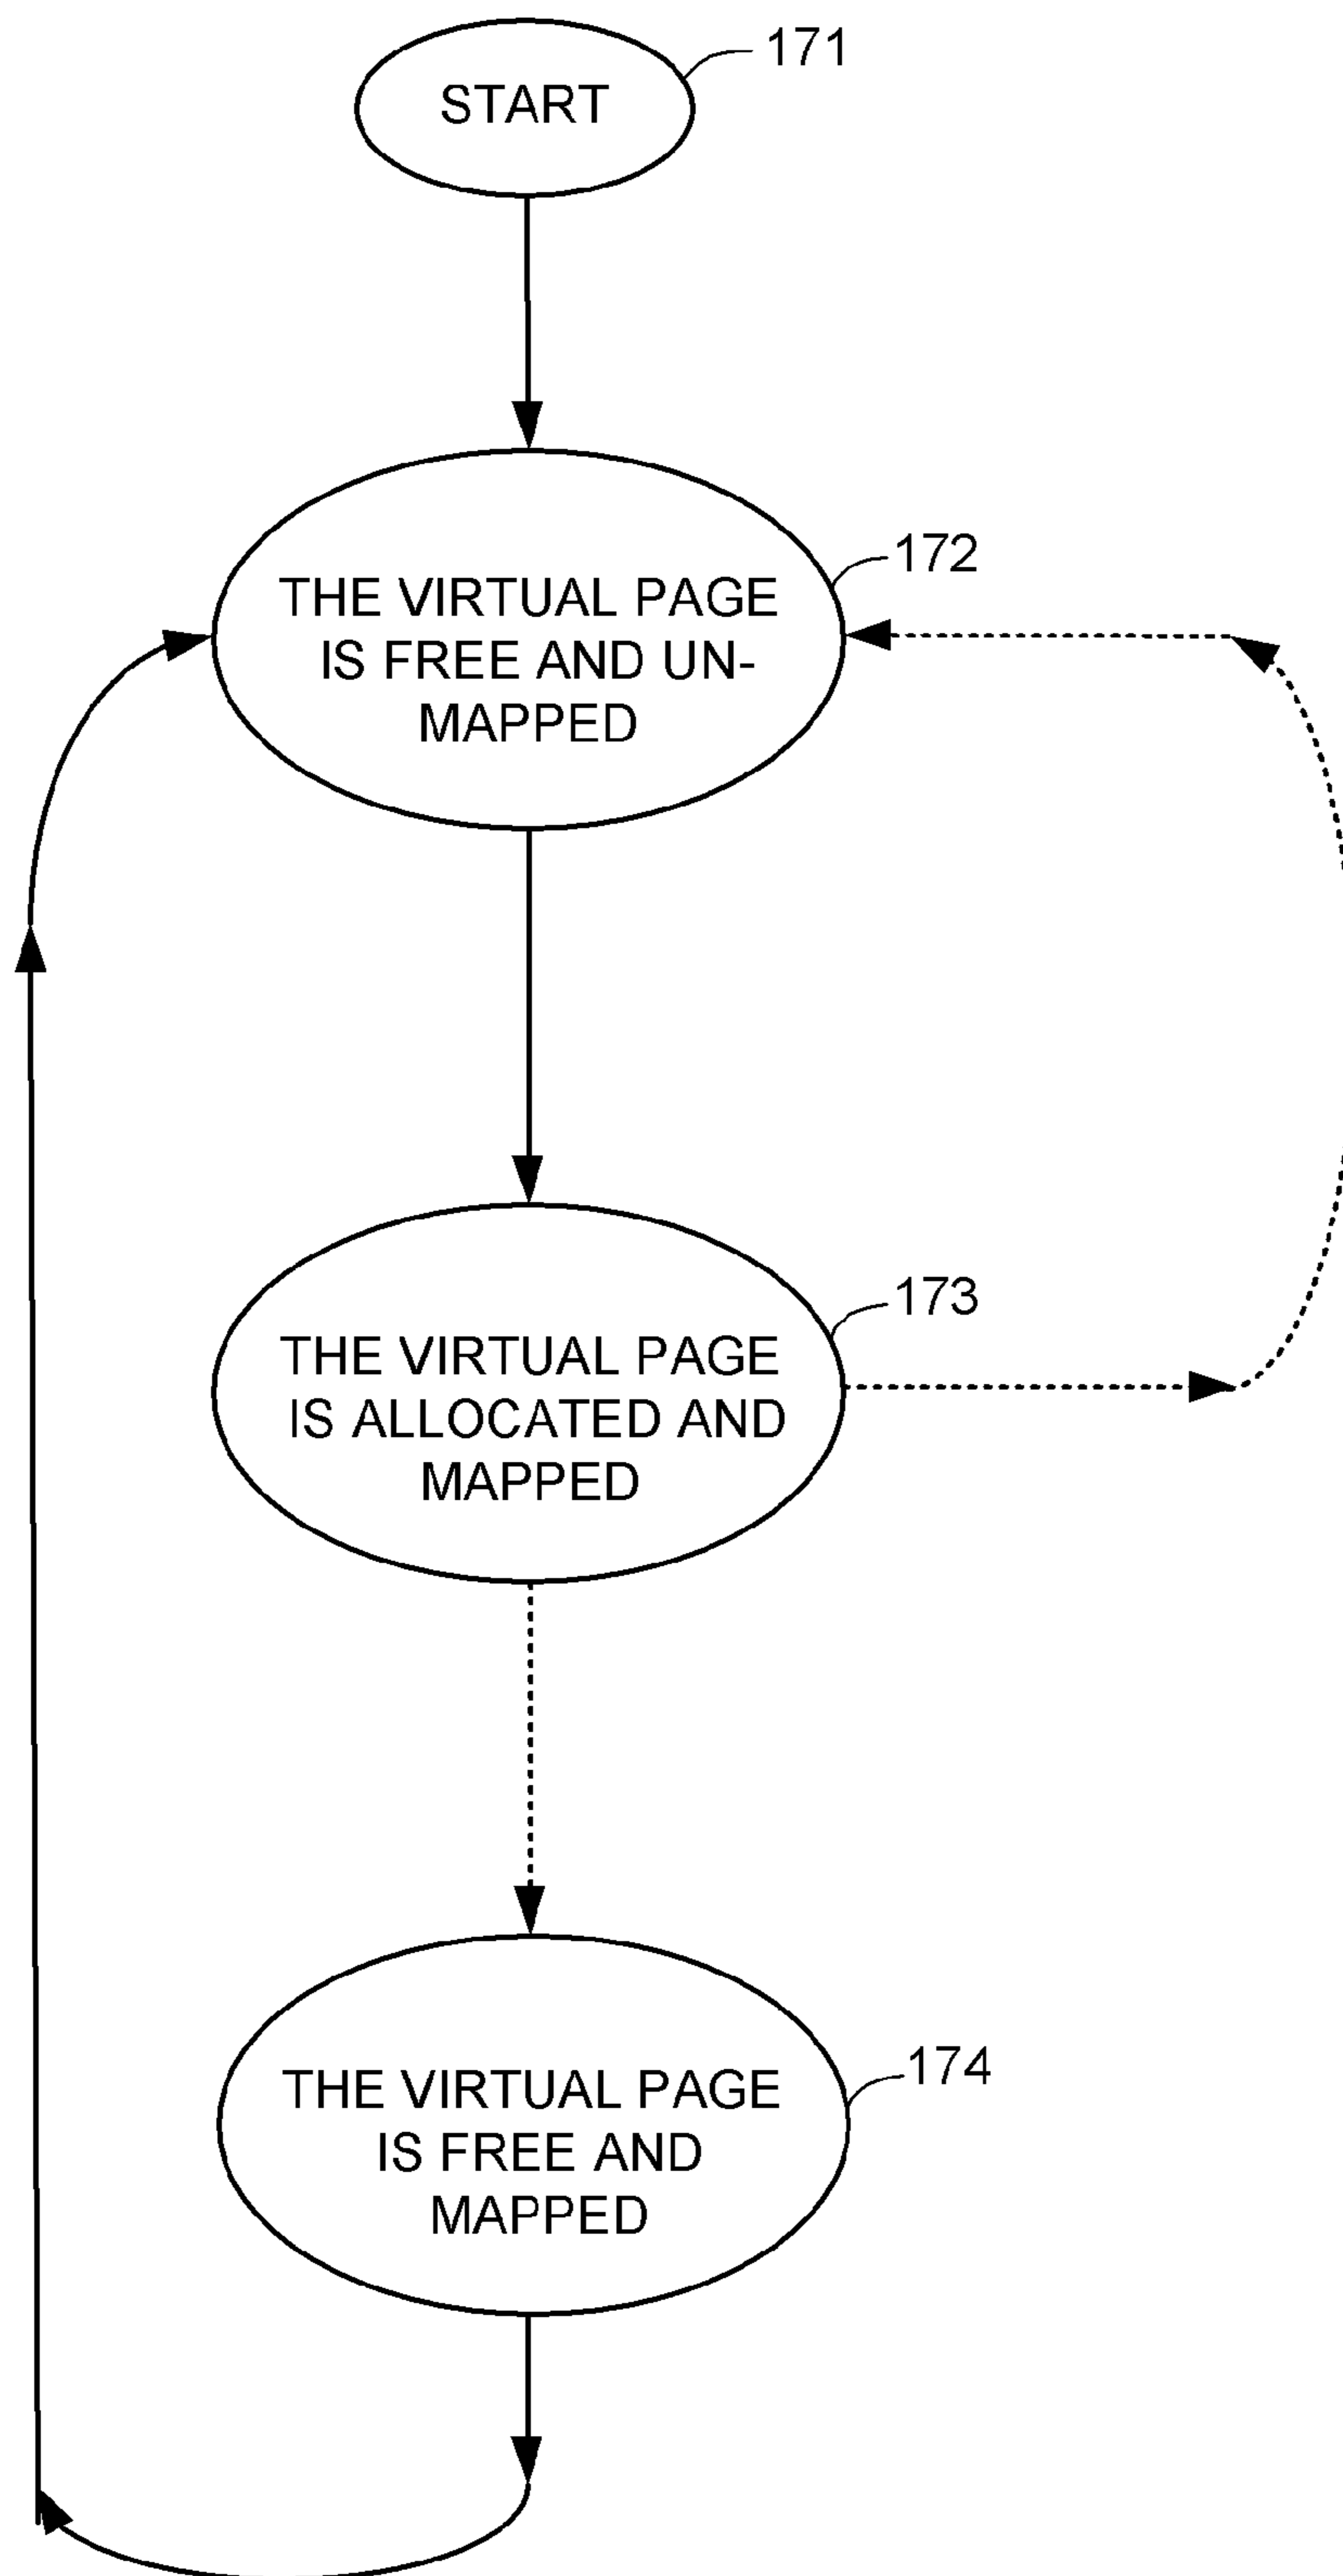 171
START
172
THE VIRTUAL PAGE
IS FREE AND UN-
MAPPED
173
THE VIRTUAL PAGE
IS ALLOCATED AND
MAPPED
174
THE VIRTUAL PAGE
IS FREE AND
MAPPED